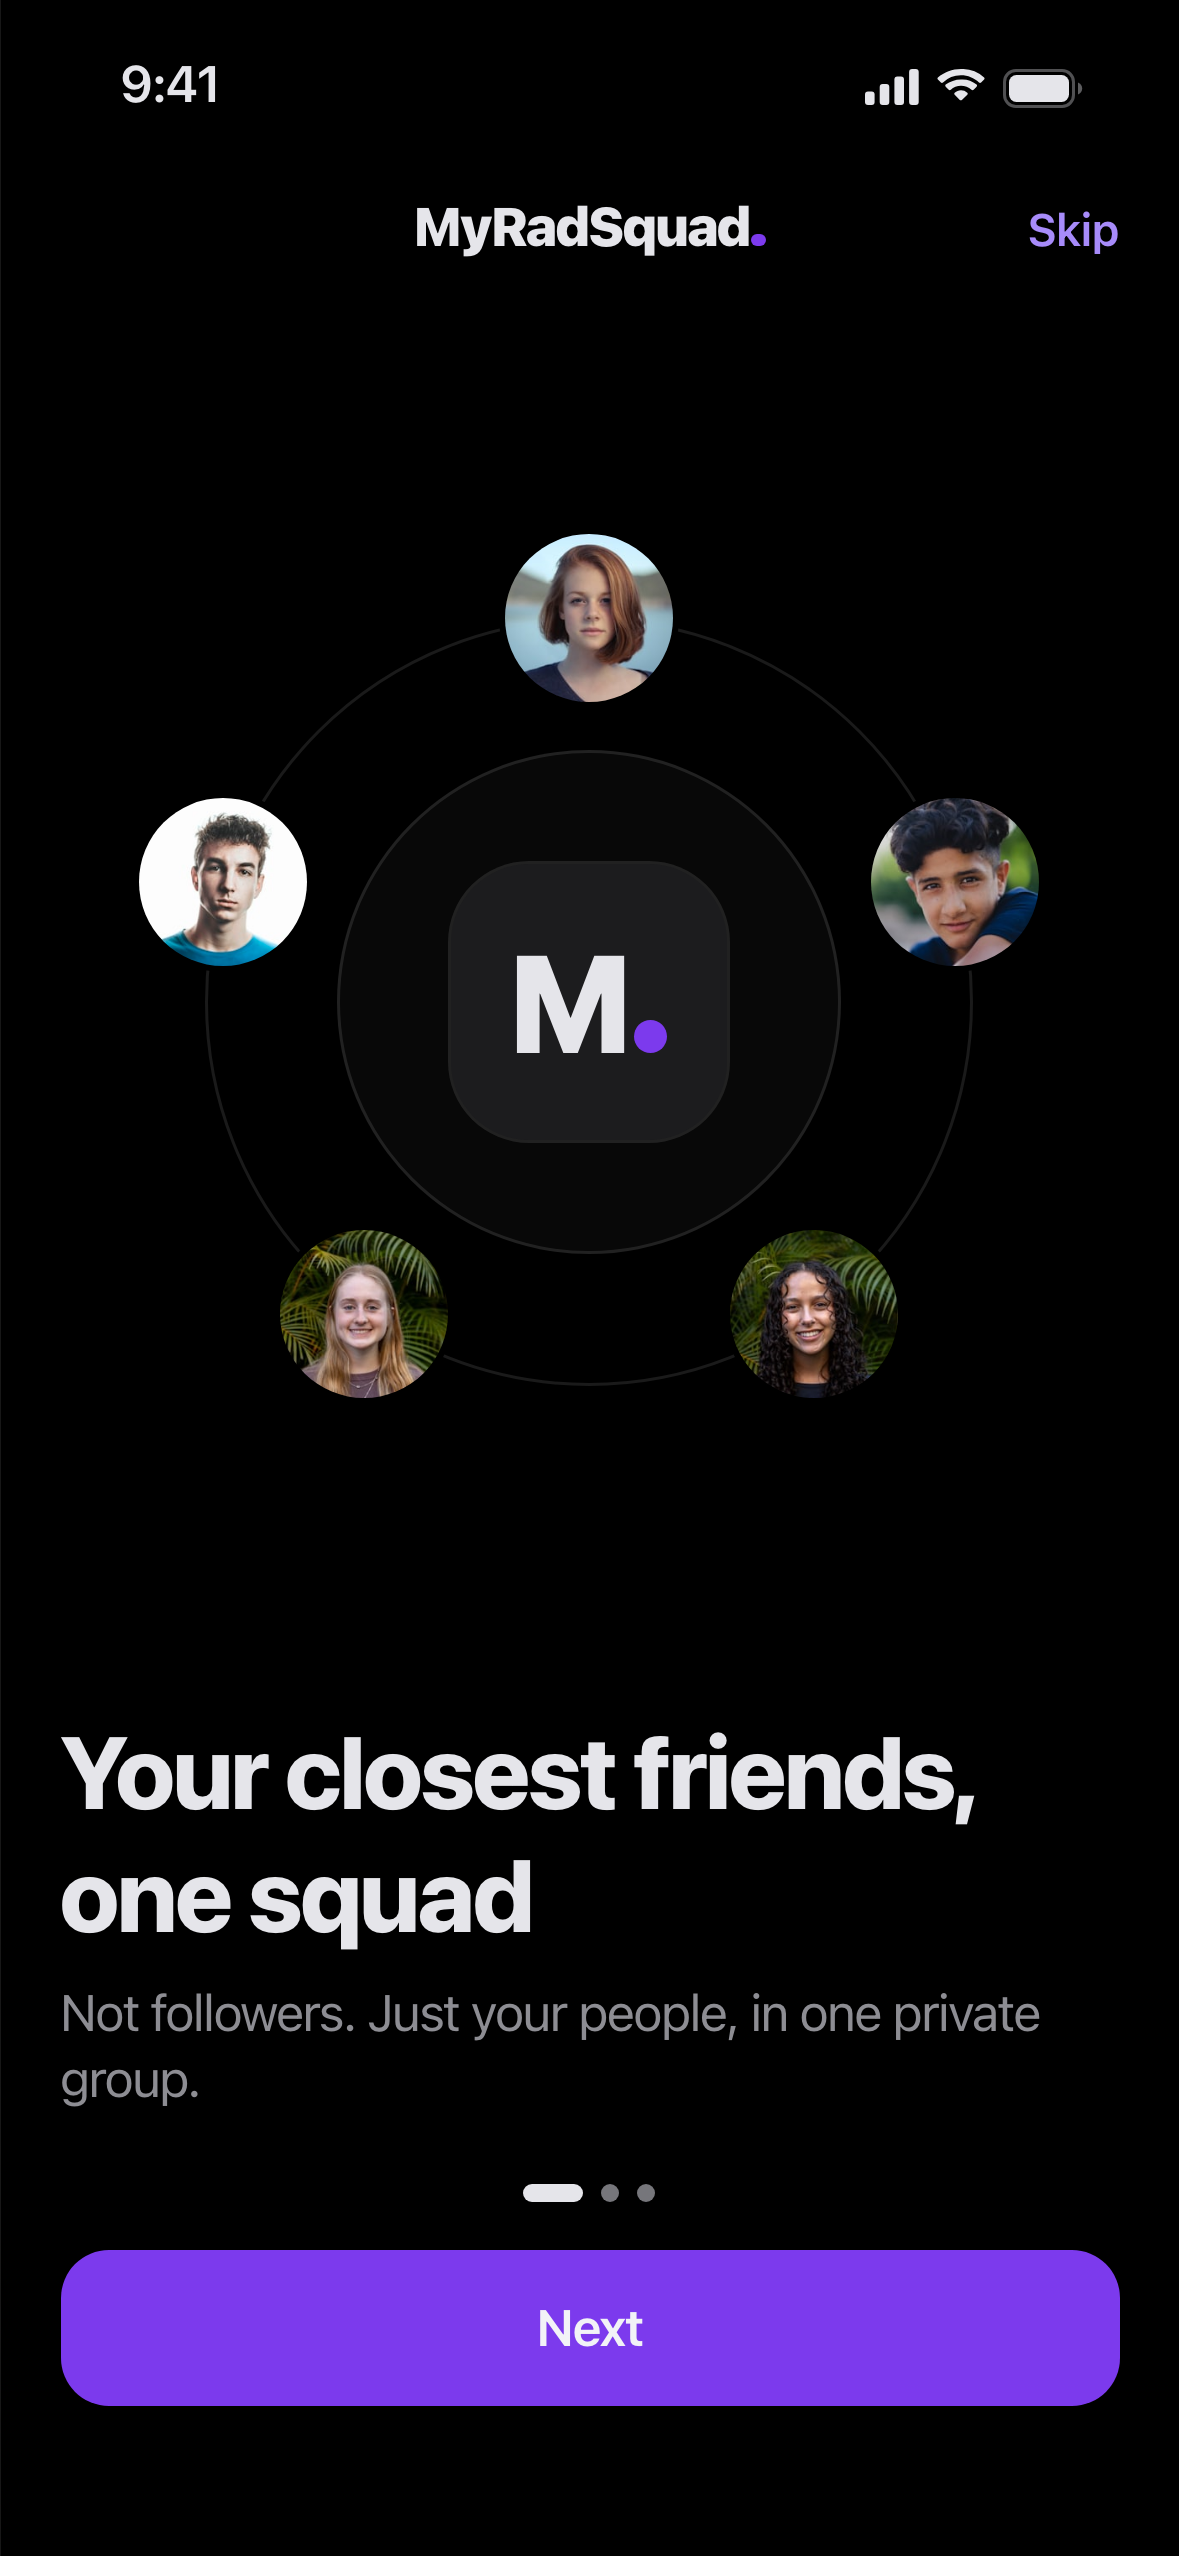 9:41
MyRadSquad.
Skip
M.
Your closest friends,
one squad
Not followers. Just your people, in one private
group.
Next